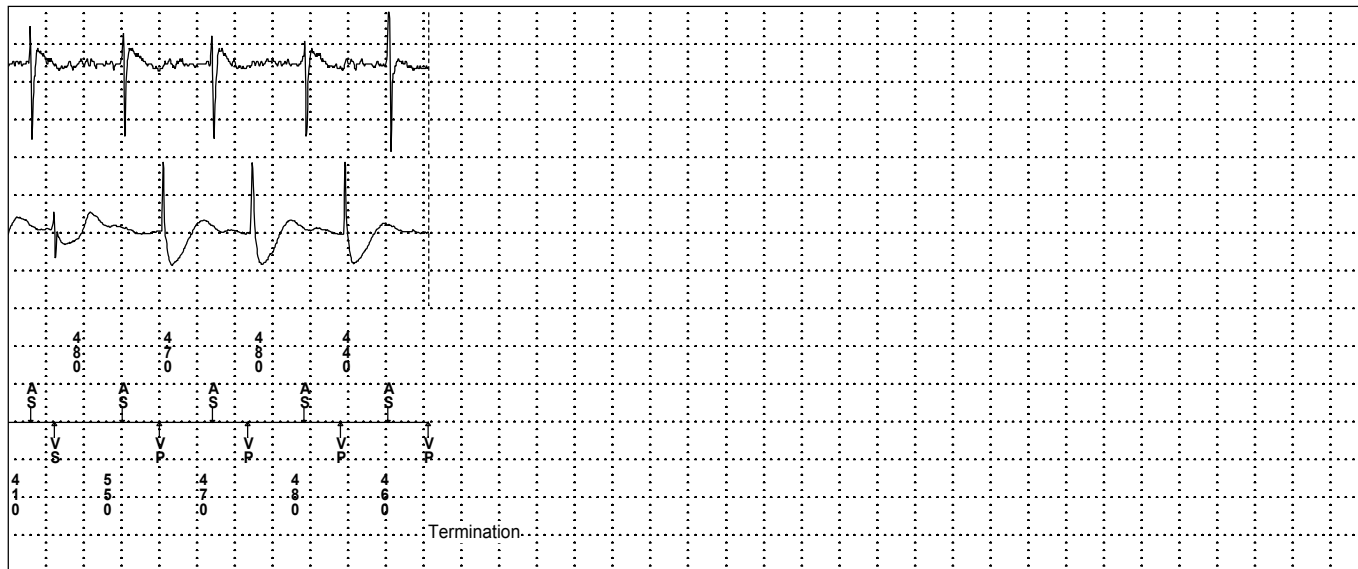 480 470 480 440
AS AS AS AS AS
VS VP VP VP VP
410 550 470 480 460
Termination